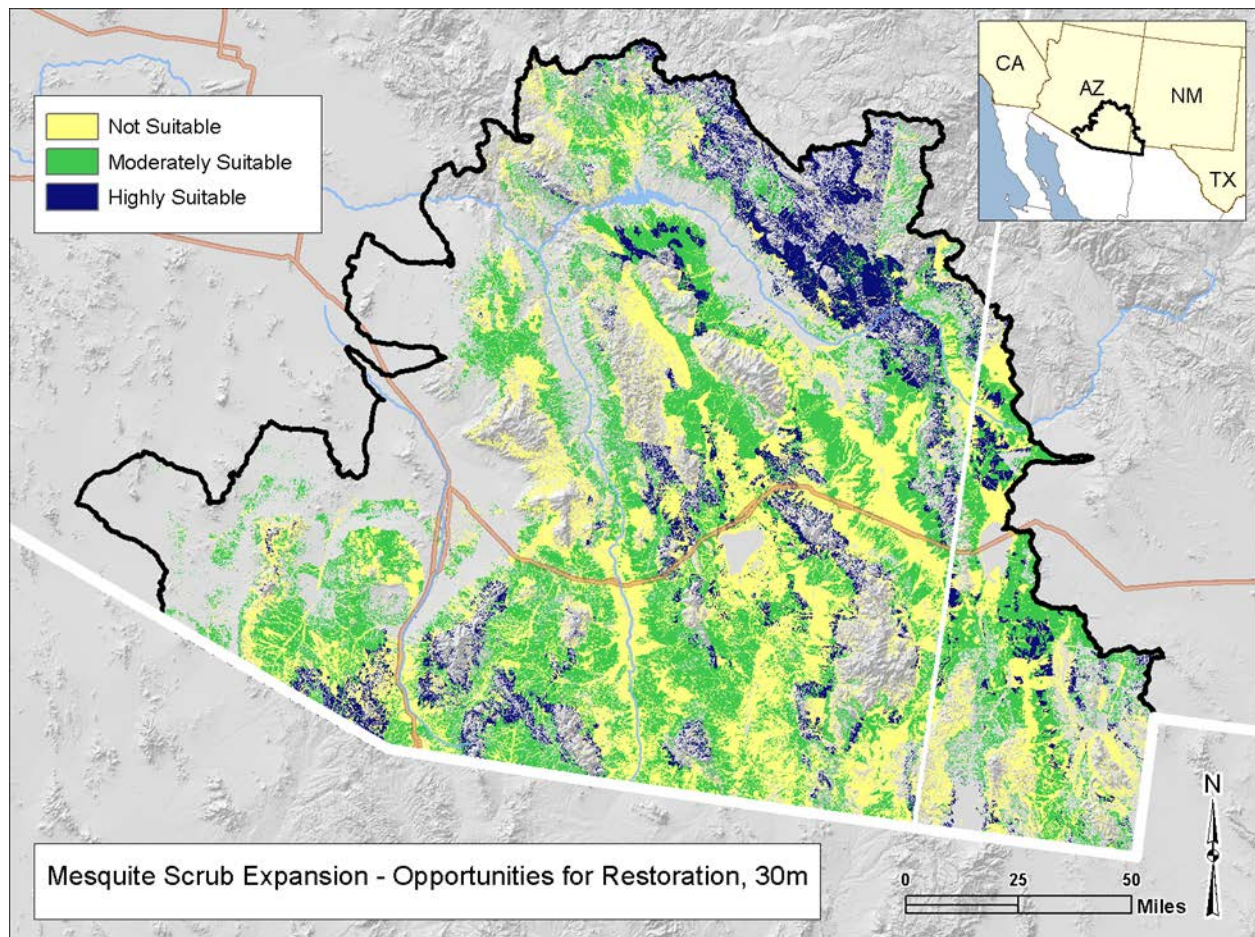 Not Suitable
Moderately Suitable
Highly Suitable
CA
AZ
NM
TX
N
Mesquite Scrub Expansion - Opportunities for Restoration, 30m
0 25 50
Miles